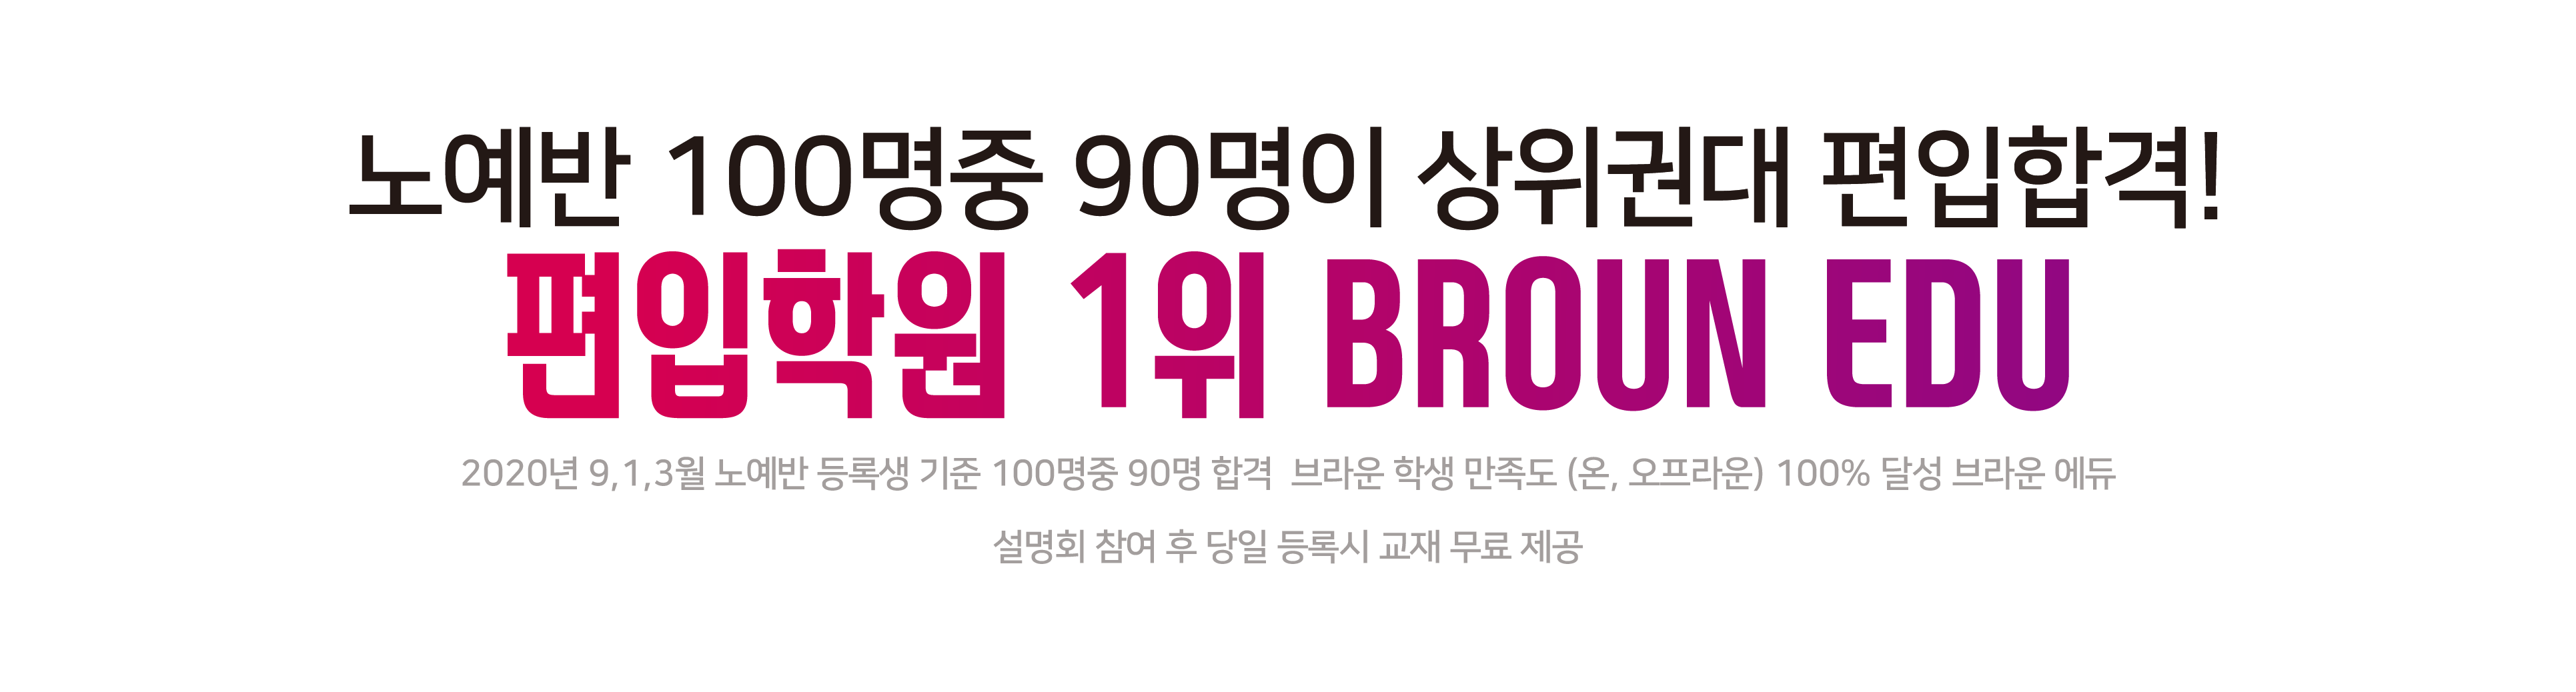 노예반 100명중 90명이 상위권대 편입합격!
편입학원 1위 BROUN EDU
2020년 9,1,3월 노예반 등록생 기준 100명중 90명 합격 브라운 학생 만족도 (온, 오프라운) 100% 달성 브라운 에듀
설명회 참여 후 당일 등록시 교재 무료 제공